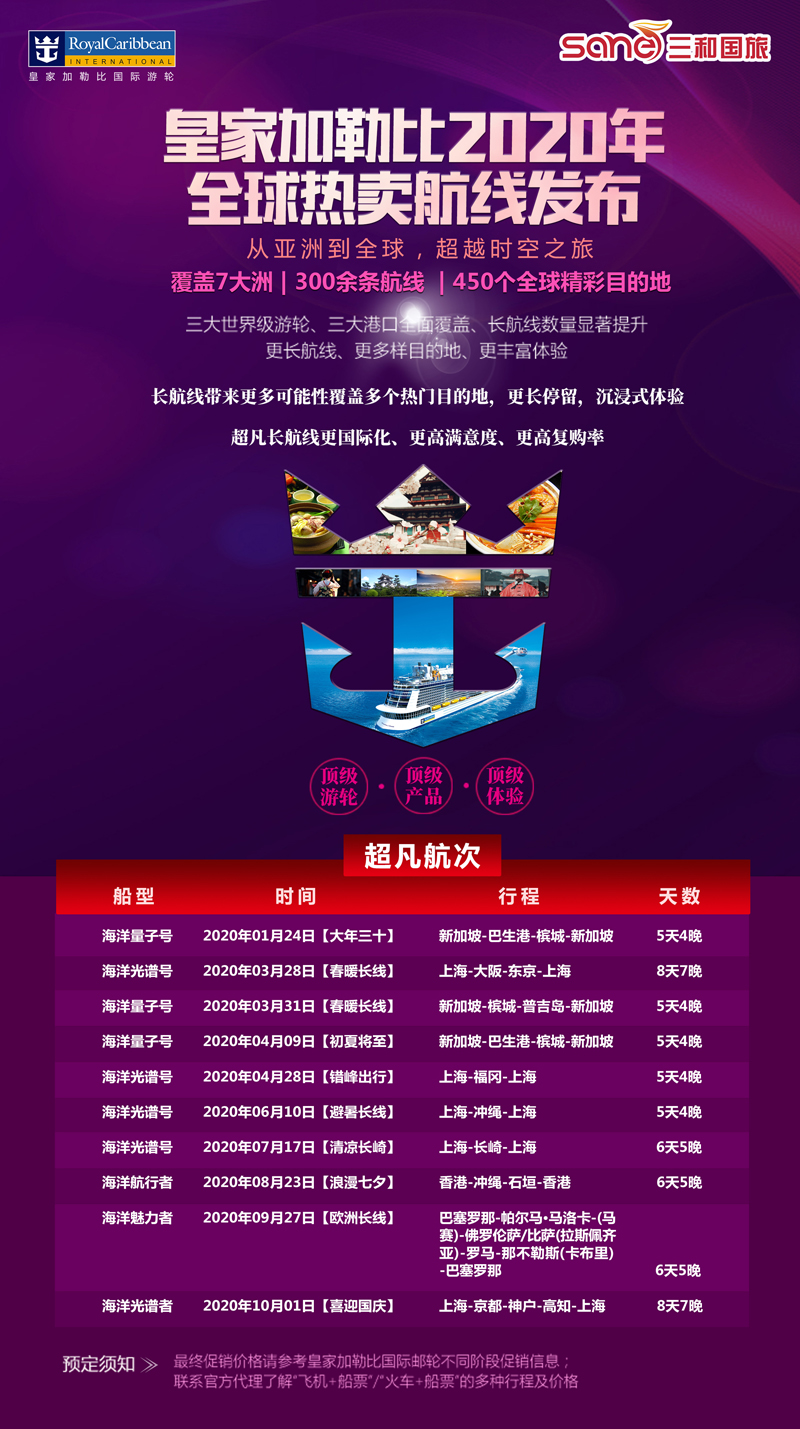 RoyalCaribbean
INTERNATIONAL
皇家加勒比国际游轮
sane三和国旅
皇家加勒比2020年
全球热卖航线发布
从亚洲到全球，超越时空之旅
覆盖7大洲|300余条航线 |450个全球精彩目的地
三大世界级游轮、三大港口全面覆盖、长航线数量显著提升
更长航线、更多样目的地、更丰富体验
长航线带来更多可能性覆盖多个热门目的地，更长停留，沉浸式体验
超凡长航线更国际化、更高满意度、更高复购率
顶级游轮·顶级产品·顶级体验
超凡航次
船型 时间 行程 天数
海洋量子号 2020年01月24日【大年三十】 新加坡-巴生港-槟城-新加坡 5天4晚
海洋光谱号 2020年03月28日【春暖长线】 上海-大阪-东京-上海 8天7晚
海洋量子号 2020年03月31日【春暖长线】 新加坡-槟城-普吉岛-新加坡 5天4晚
海洋量子号 2020年04月09日【初夏将至】 新加坡-巴生港-槟城-新加坡 5天4晚
海洋光谱号 2020年04月28日【错峰出行】 上海-福冈-上海 5天4晚
海洋光谱号 2020年06月10日【避暑长线】 上海-冲绳-上海 5天4晚
海洋光谱号 2020年07月17日【清凉长崎】 上海-长崎-上海 6天5晚
海洋航行者 2020年08月23日【浪漫七夕】 香港-冲绳-石垣-香港 6天5晚
海洋魅力者 2020年09月27日【欧洲长线】 巴塞罗那-帕尔马·马洛卡-(马
赛)-佛罗伦萨/比萨(拉斯佩齐
亚)-罗马-那不勒斯(卡布里)
-巴塞罗那 6天5晚
海洋光谱者 2020年10月01日【喜迎国庆】 上海-京都-神户-高知-上海 8天7晚
预定须知 >> 最终促销价格请参考皇家加勒比国际邮轮不同阶段促销信息；
联系官方代理了解“飞机+船票”/“火车+船票”的多种行程及价格